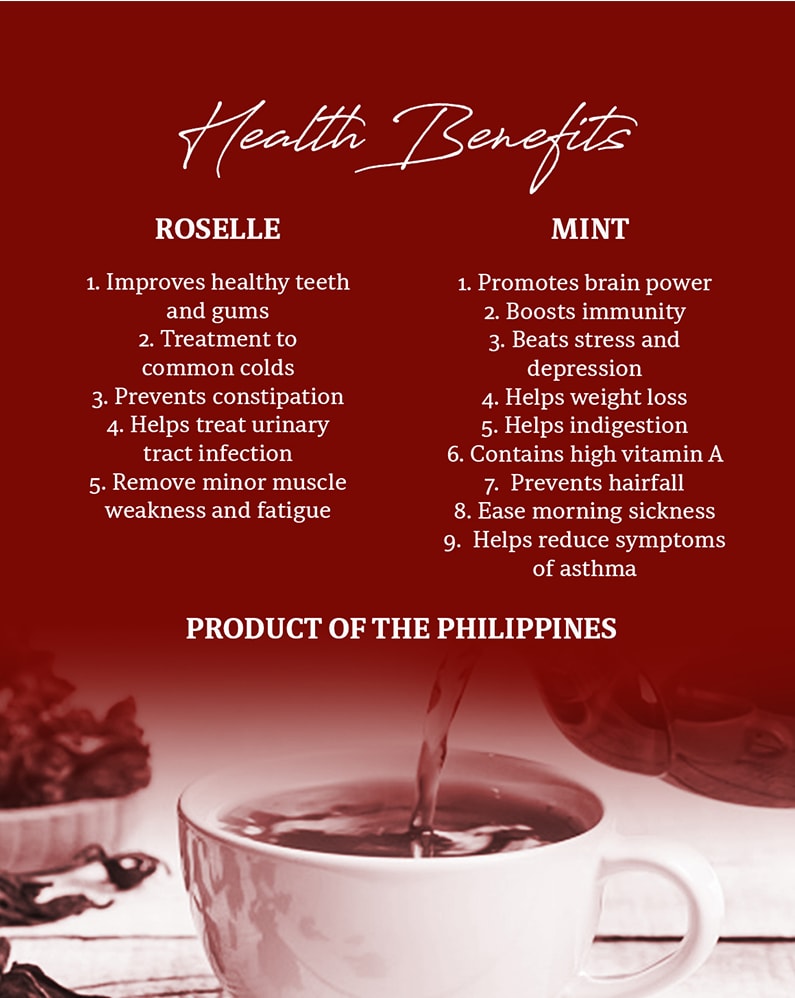 Health Benefits
ROSELLE
1. Improves healthy teeth
and gums
2. Treatment to
common colds
3. Prevents constipation
4. Helps treat urinary
tract infection
5. Remove minor muscle
weakness and fatigue
MINT
1. Promotes brain power
2. Boosts immunity
3. Beats stress and
depression
4. Helps weight loss
5. Helps indigestion
6. Contains high vitamin A
7. Prevents hairfall
8. Ease morning sickness
9. Helps reduce symptoms
of asthma
PRODUCT OF THE PHILIPPINES